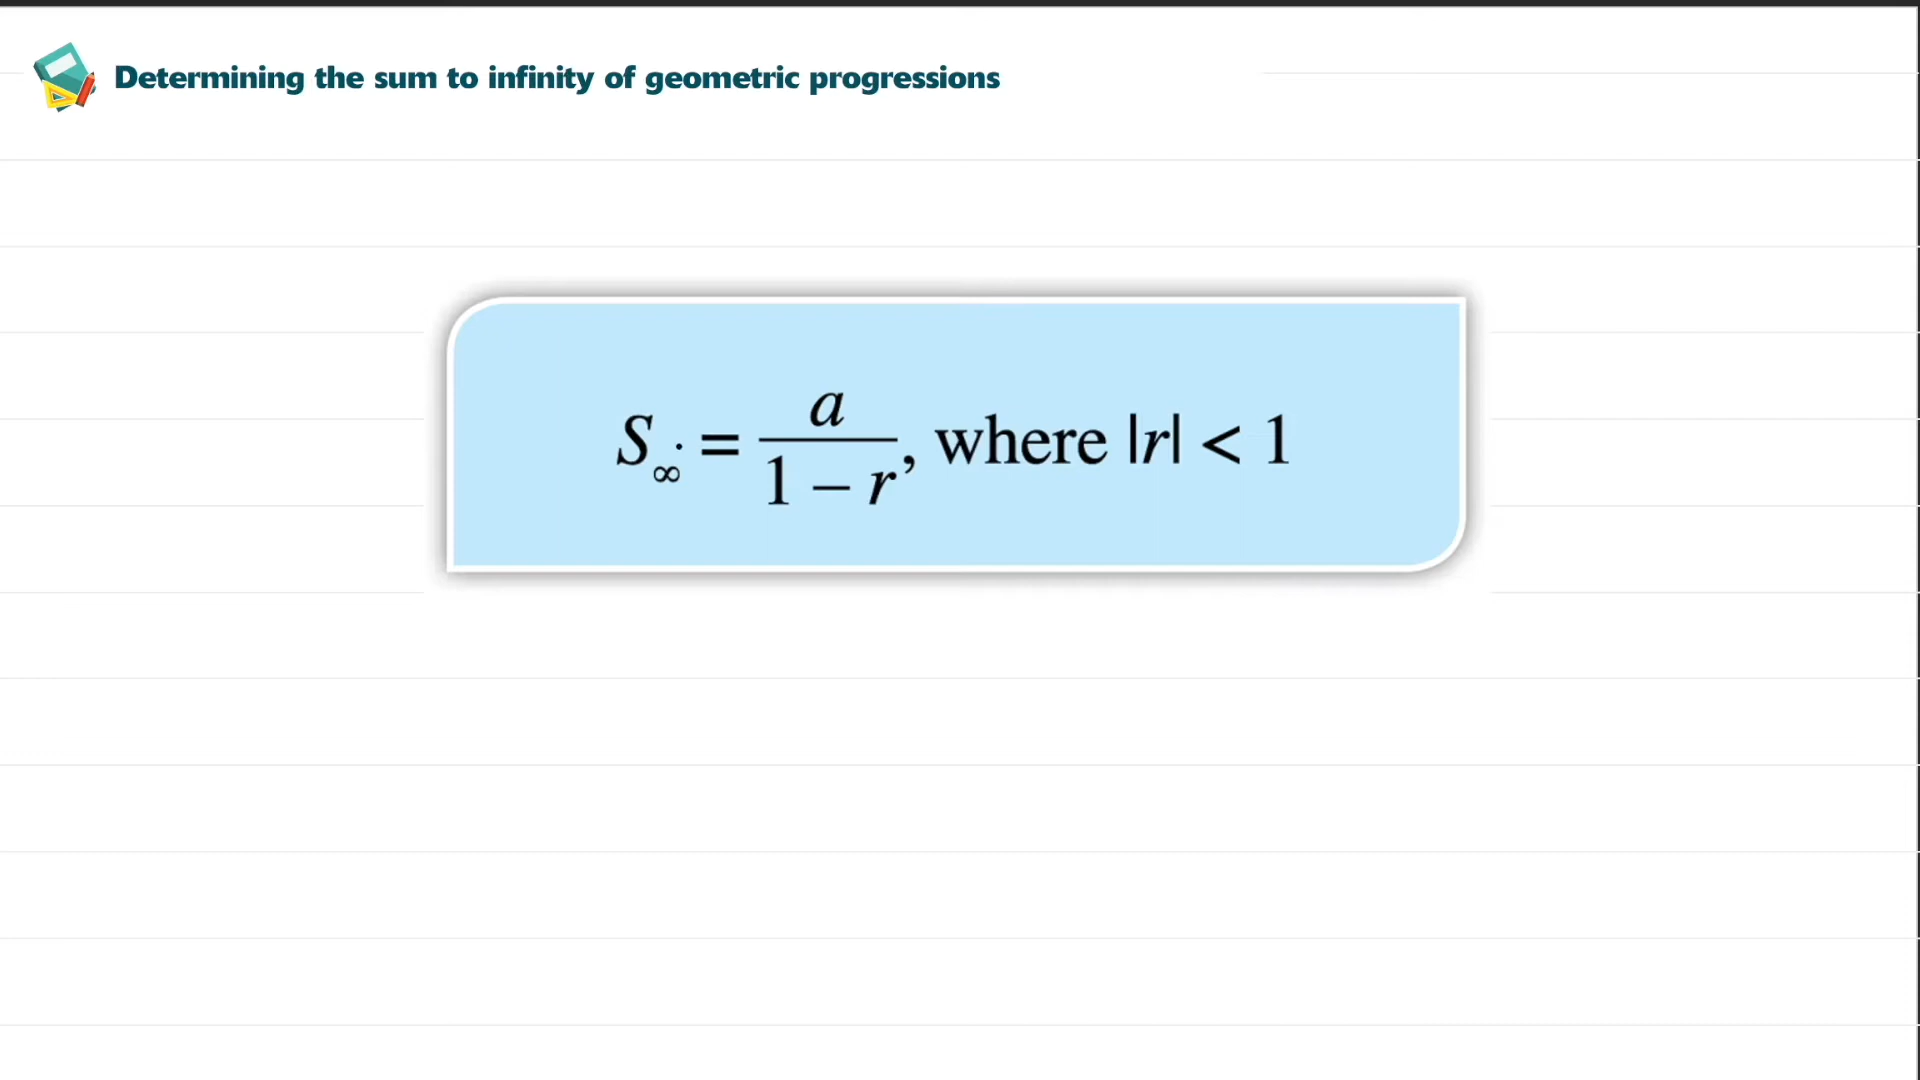 Determining the sum to infinity of geometric progressions
S∞ = a / (1 – r), where |r| < 1